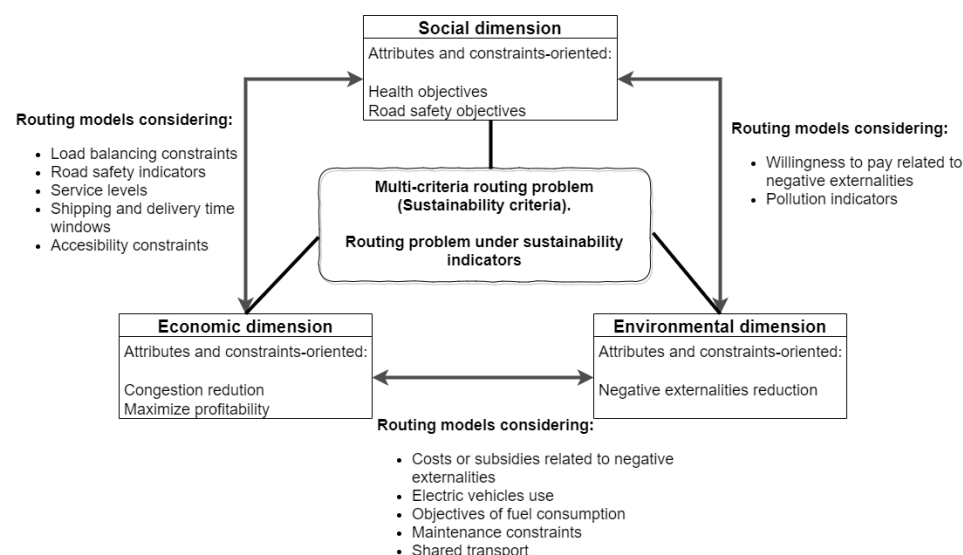 Social dimension
Attributes and constraints-oriented:
Health objectives
Road safety objectives
Routing models considering:
Load balancing constraints
Road safety indicators
Service levels
Shipping and delivery time
windows
Accesibility constraints
Routing models considering:
Willingness to pay related to
negative externalities
Pollution indicators
Multi-criteria routing problem
(Sustainability criteria).
Routing problem under sustainability
indicators
Economic dimension
Attributes and constraints-oriented:
Congestion redution
Maximize profitability
Environmental dimension
Attributes and constraints-oriented:
Negative externalities reduction
Routing models considering:
Costs or subsidies related to negative
externalities
Electric vehicles use
Objectives of fuel consumption
Maintenance constraints
Shared transport